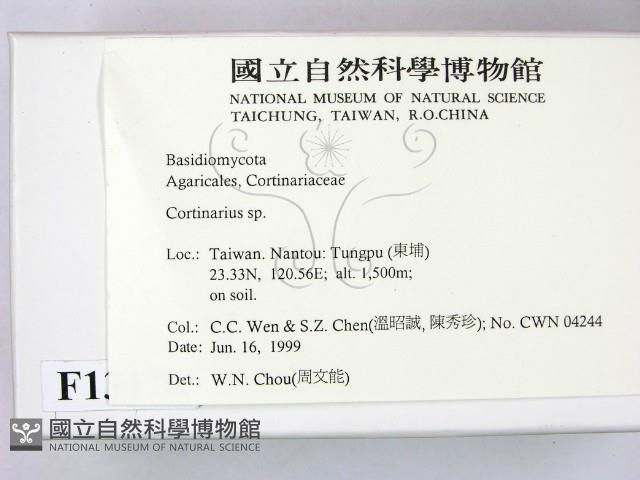 國立自然科學博物館
NATIONAL MUSEUM OF NATURAL SCIENCE
TAICHUNG, TAIWAN, R.O.CHINA
Basidiomycota
Agaricales, Cortinariaceae
Cortinarius sp.
Loc.: Taiwan. Nantou: Tungpu (東埔)
23.33N, 120.56E; alt. 1,500m;
on soil.
Col.: C.C. Wen & S.Z. Chen(溫昭誠, 陳秀珍); No. CWN 04244
Date: Jun. 16, 1999
Det.: W.N. Chou(周文能)
國立自然科學博物館
NATIONAL MUSEUM OF NATURAL SCIENCE